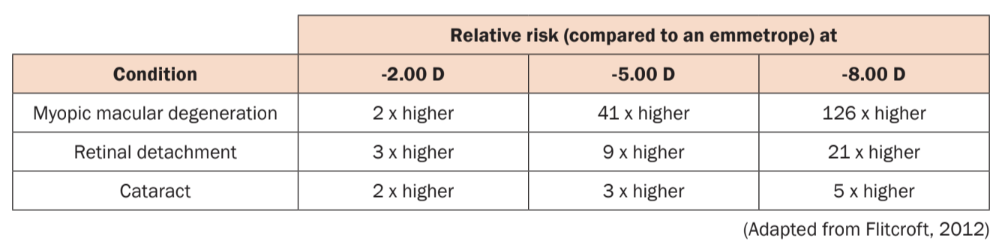 Relative risk (compared to an emmetrope) at
Condition -2.00 D -5.00 D -8.00 D
Myopic macular degeneration 2 x higher 41 x higher 126 x higher
Retinal detachment 3 x higher 9 x higher 21 x higher
Cataract 2 x higher 3 x higher 5 x higher
(Adapted from Flitcroft, 2012)